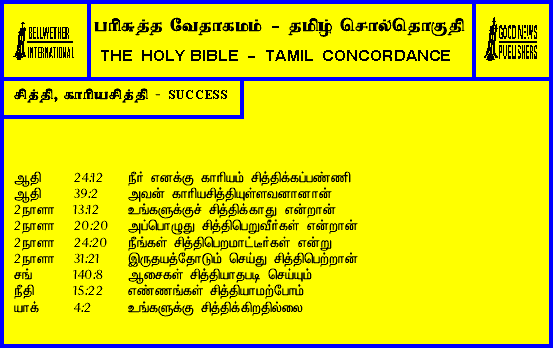 BELLWETHER
INTERNATIONAL
பரிசுத்த வேதாகமம் - தமிழ் சொல்தொகுதி
THE HOLY BIBLE - TAMIL CONCORDANCE
GOOD NEWS
PUBLISHERS
சித்தி, காரியசித்தி - SUCCESS
ஆதி 24:12 நீர் எனக்கு காரியம் சித்திக்கப்பண்ணி
ஆதி 39:2 அவன் காரியசித்தியுள்ளவனானான்
2நாளா 13:12 உங்களுக்குச் சித்திக்காது என்றான்
2நாளா 20:20 அப்பொழுது சித்திபெறுவீர்கள் என்றான்
2நாளா 24:20 நீங்கள் சித்திபெறமாட்டீர்கள் என்று
2நாளா 31:21 இருதயத்தோடும் செய்து சித்திபெற்றான்
சங் 140:8 ஆசைகள் சித்தியாதபடி செய்யும்
நீதி 15:22 எண்ணங்கள் சித்தியாமற்போம்
யாக் 4:2 உங்களுக்கு சித்திக்கிறதில்லை